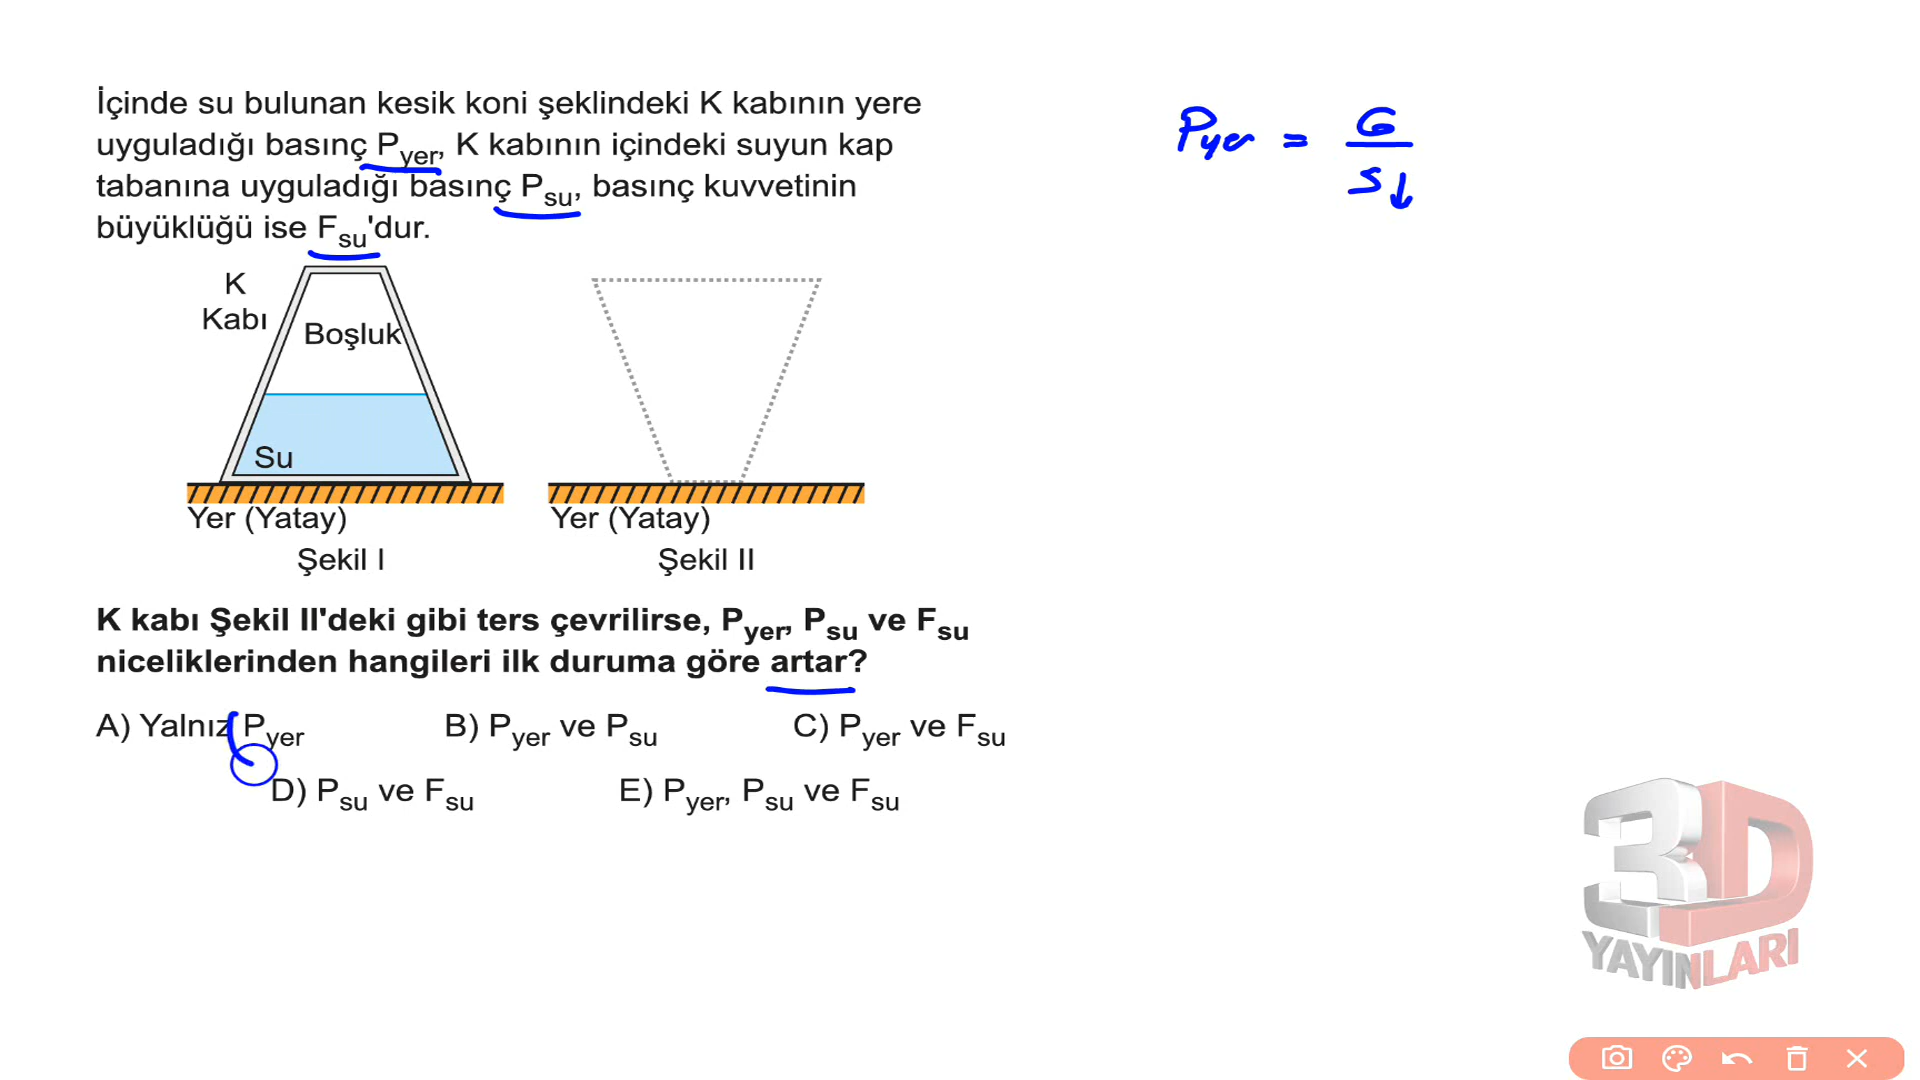 İçinde su bulunan kesik koni şeklindeki K kabının yere
uyguladığı basınç Pyer, K kabının içindeki suyun kap
tabanına uyguladığı basınç Psu, basınç kuvvetinin
büyüklüğü ise Fsu'dur.
Pyer = G / S↓
K
Kabı
Boşluk
Su
Yer (Yatay)
Yer (Yatay)
Şekil I
Şekil II
K kabı Şekil II'deki gibi ters çevrilirse, Pyer, Psu ve Fsu
niceliklerinden hangileri ilk duruma göre artar?
A) Yalnız Pyer
B) Pyer ve Psu
C) Pyer ve Fsu
D) Psu ve Fsu
E) Pyer, Psu ve Fsu
3D
YAYINLARI